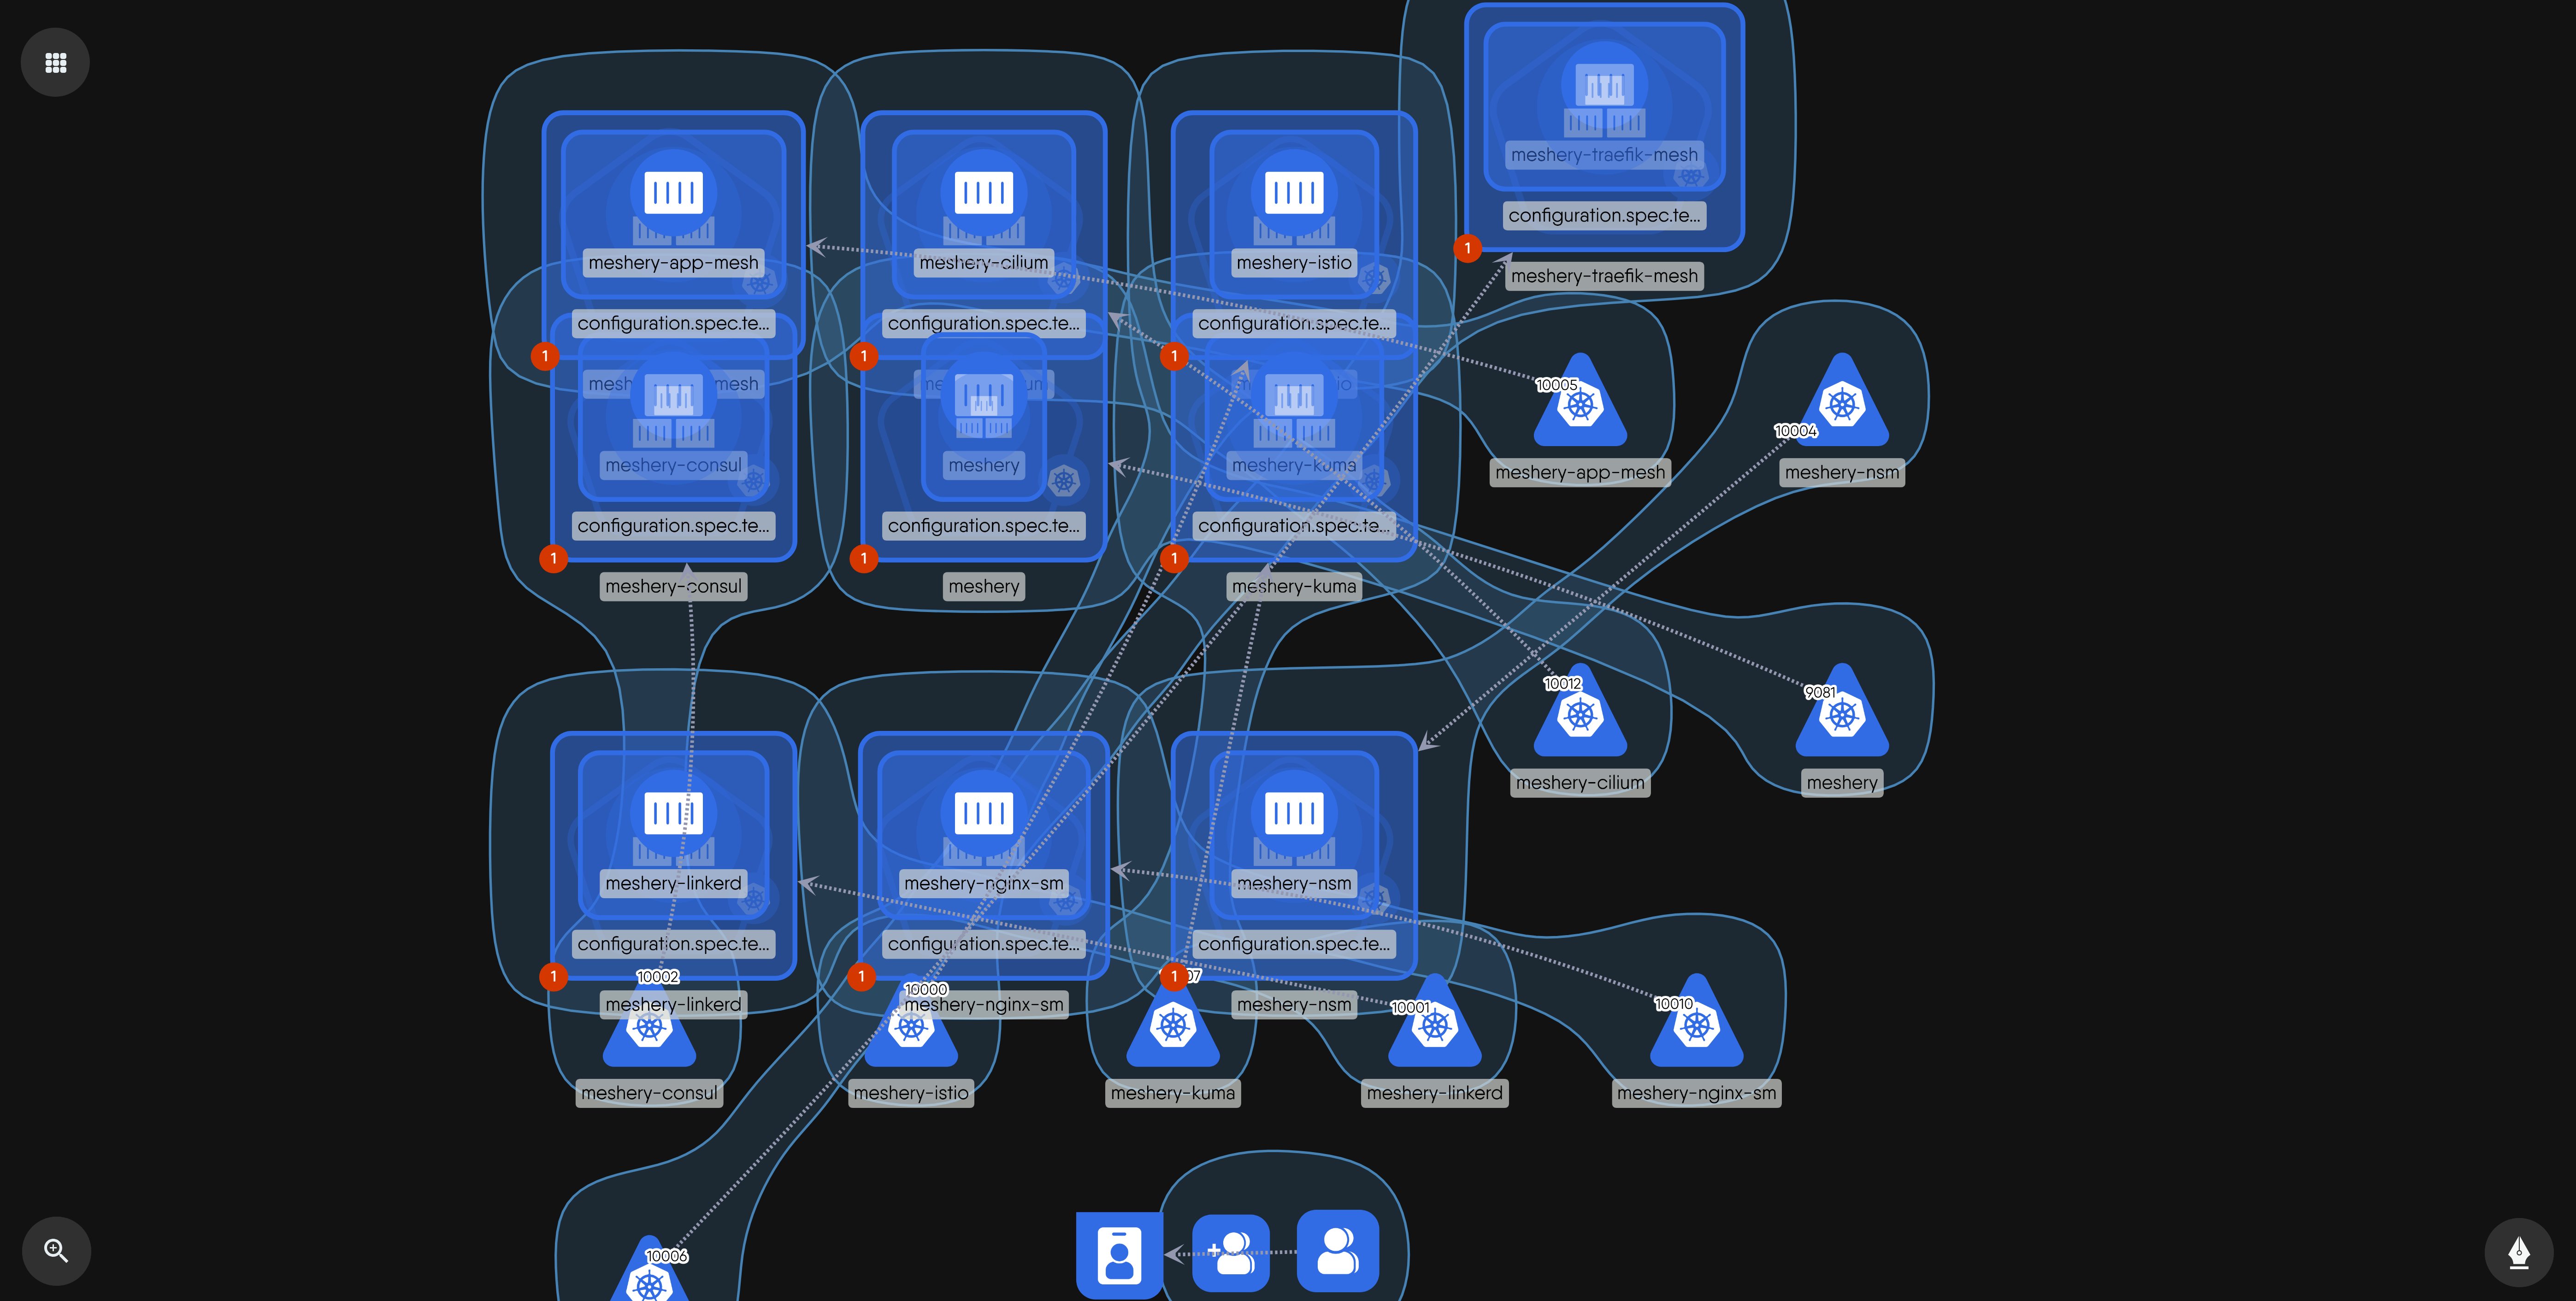 meshery-traefik-mesh
configuration.spec.te...
1
meshery-traefik-mesh
meshery-app-mesh
meshery-cilium
meshery-istio
configuration.spec.te...
configuration.spec.te...
configuration.spec.te...
1
1
1
meshery-consul
meshery
meshery-kuma
configuration.spec.te...
configuration.spec.te...
configuration.spec.te...
1
1
1
meshery-consul
meshery
meshery-kuma
10005
meshery-app-mesh
10004
meshery-nsm
10012
meshery-cilium
9081
meshery
meshery-linkerd
meshery-nginx-sm
meshery-nsm
configuration.spec.te...
configuration.spec.te...
configuration.spec.te...
1
1
1
10002
10000
10001
10010
meshery-linkerd
meshery-nginx-sm
meshery-nsm
meshery-consul
meshery-istio
meshery-kuma
meshery-linkerd
meshery-nginx-sm
10006